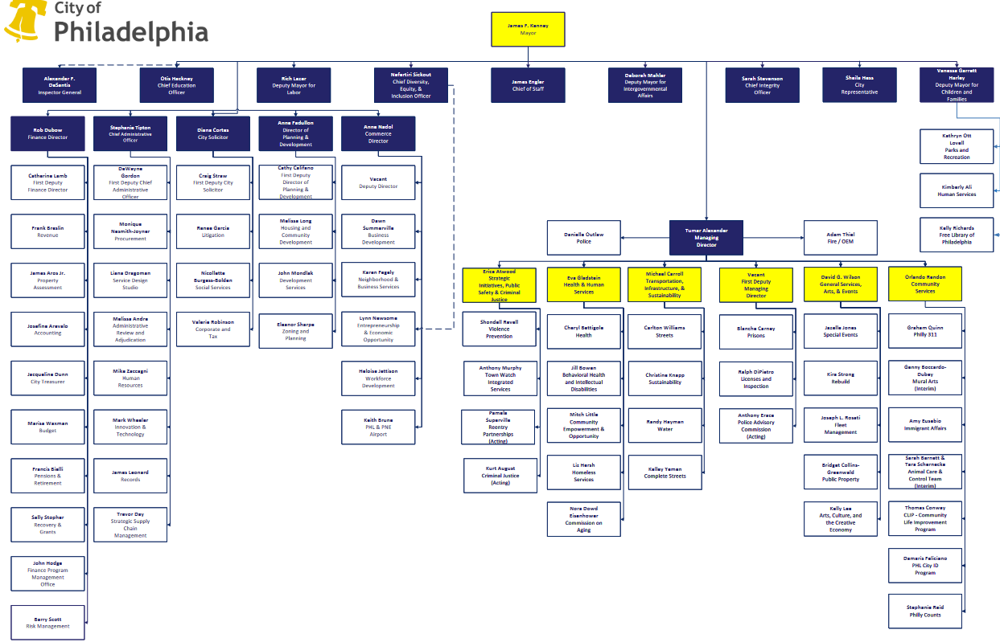 City of
Philadelphia
James F. Kenney
Mayor
Alexander F.
DeSantis
Inspector General
Otis Hackney
Chief Education
Officer
Rich Lazer
Deputy Mayor for
Labor
Nefertiri Sickout
Chief Diversity,
Equity, &
Inclusion Officer
James Engler
Chief of Staff
Deborah Mahler
Deputy Mayor for
Intergovernmental
Affairs
Sarah Stevenson
Chief Integrity
Officer
Sheila Hess
City
Representative
Vanessa Garrett
Harley
Deputy Mayor for
Children and
Families
Rob Dubow
Finance Director
Stephanie Tipton
Chief Administrative
Officer
Diana Cortes
City Solicitor
Anne Fadullon
Director of
Planning &
Development
Anne Nadol
Commerce
Director
Kathryn Ott
Lovell
Parks and
Recreation
Kimberly Ali
Human Services
Kelly Richards
Free Library of
Philadelphia
Catherine Lamb
First Deputy
Finance Director
Frank Breslin
Revenue
James Aros Jr.
Property
Assessment
Josefina Arevalo
Accounting
Jacqueline Dunn
City Treasurer
Marisa Waxman
Budget
Francis Bielli
Pensions &
Retirement
Sally Stopher
Recovery &
Grants
John Hodge
Finance Program
Management
Office
Barry Scott
Risk Management
DeWayne
Gordon
First Deputy Chief
Administrative
Officer
Monique
Nesmith-Joyner
Procurement
Liana Dragoman
Service Design
Studio
Melissa Andre
Administrative
Review and
Adjudication
Mike Zaccagni
Human
Resources
Mark Wheeler
Innovation &
Technology
James Leonard
Records
Trevor Day
Strategic Supply
Chain
Management
Craig Straw
First Deputy City
Solicitor
Renee Garcia
Litigation
Nicollette
Burgess-Bolden
Social Services
Valerie Robinson
Corporate and
Tax
Cathy Califano
First Deputy
Director of
Planning &
Development
Melissa Long
Housing and
Community
Development
John Mondlak
Development
Services
Eleanor Sharpe
Zoning and
Planning
Vacant
Deputy Director
Dawn
Summerville
Business
Development
Karen Fegely
Neighborhood &
Business Services
Lynn Newsome
Entrepreneurship
& Economic
Opportunity
Heloise Jettison
Workforce
Development
Keith Brune
PHL & PNE
Airport
Danielle Outlaw
Police
Tumar Alexander
Managing
Director
Adam Thiel
Fire / OEM
Erica Atwood
Strategic
Initiatives, Public
Safety & Criminal
Justice
Eva Gladstein
Health & Human
Services
Michael Carroll
Transportation,
Infrastructure, &
Sustainability
Vacant
First Deputy
Managing
Director
David G. Wilson
General Services,
Arts, & Events
Orlando Rendon
Community
Services
Shondell Revell
Violence
Prevention
Anthony Murphy
Town Watch
Integrated
Services
Pamela
Superville
Reentry
Partnerships
(Acting)
Kurt August
Criminal Justice
(Acting)
Cheryl Bettigole
Health
Jill Bowen
Behavioral Health
and Intellectual
Disabilities
Mitch Little
Community
Empowerment &
Opportunity
Liz Hersh
Homeless
Services
Nora Dowd
Eisenhower
Commission on
Aging
Carlton Williams
Streets
Christine Knapp
Sustainability
Randy Hayman
Water
Kelley Yemen
Complete Streets
Blanche Carney
Prisons
Ralph DiPietro
Licenses and
Inspection
Anthony Erace
Police Advisory
Commission
(Acting)
Jazelle Jones
Special Events
Kira Strong
Rebuild
Joseph L. Rosati
Fleet
Management
Bridget Collins-
Greenwald
Public Property
Kelly Lee
Arts, Culture, and
the Creative
Economy
Graham Quinn
Philly 311
Genny Boccardo-
Dubey
Mural Arts
(Interim)
Amy Eusebio
Immigrant Affairs
Sarah Barnett &
Tara Schernecke
Animal Care &
Control Team
(Interim)
Thomas Conway
CLIP - Community
Life Improvement
Program
Damaris Feliciano
PHL City ID
Program
Stephanie Reid
Philly Counts